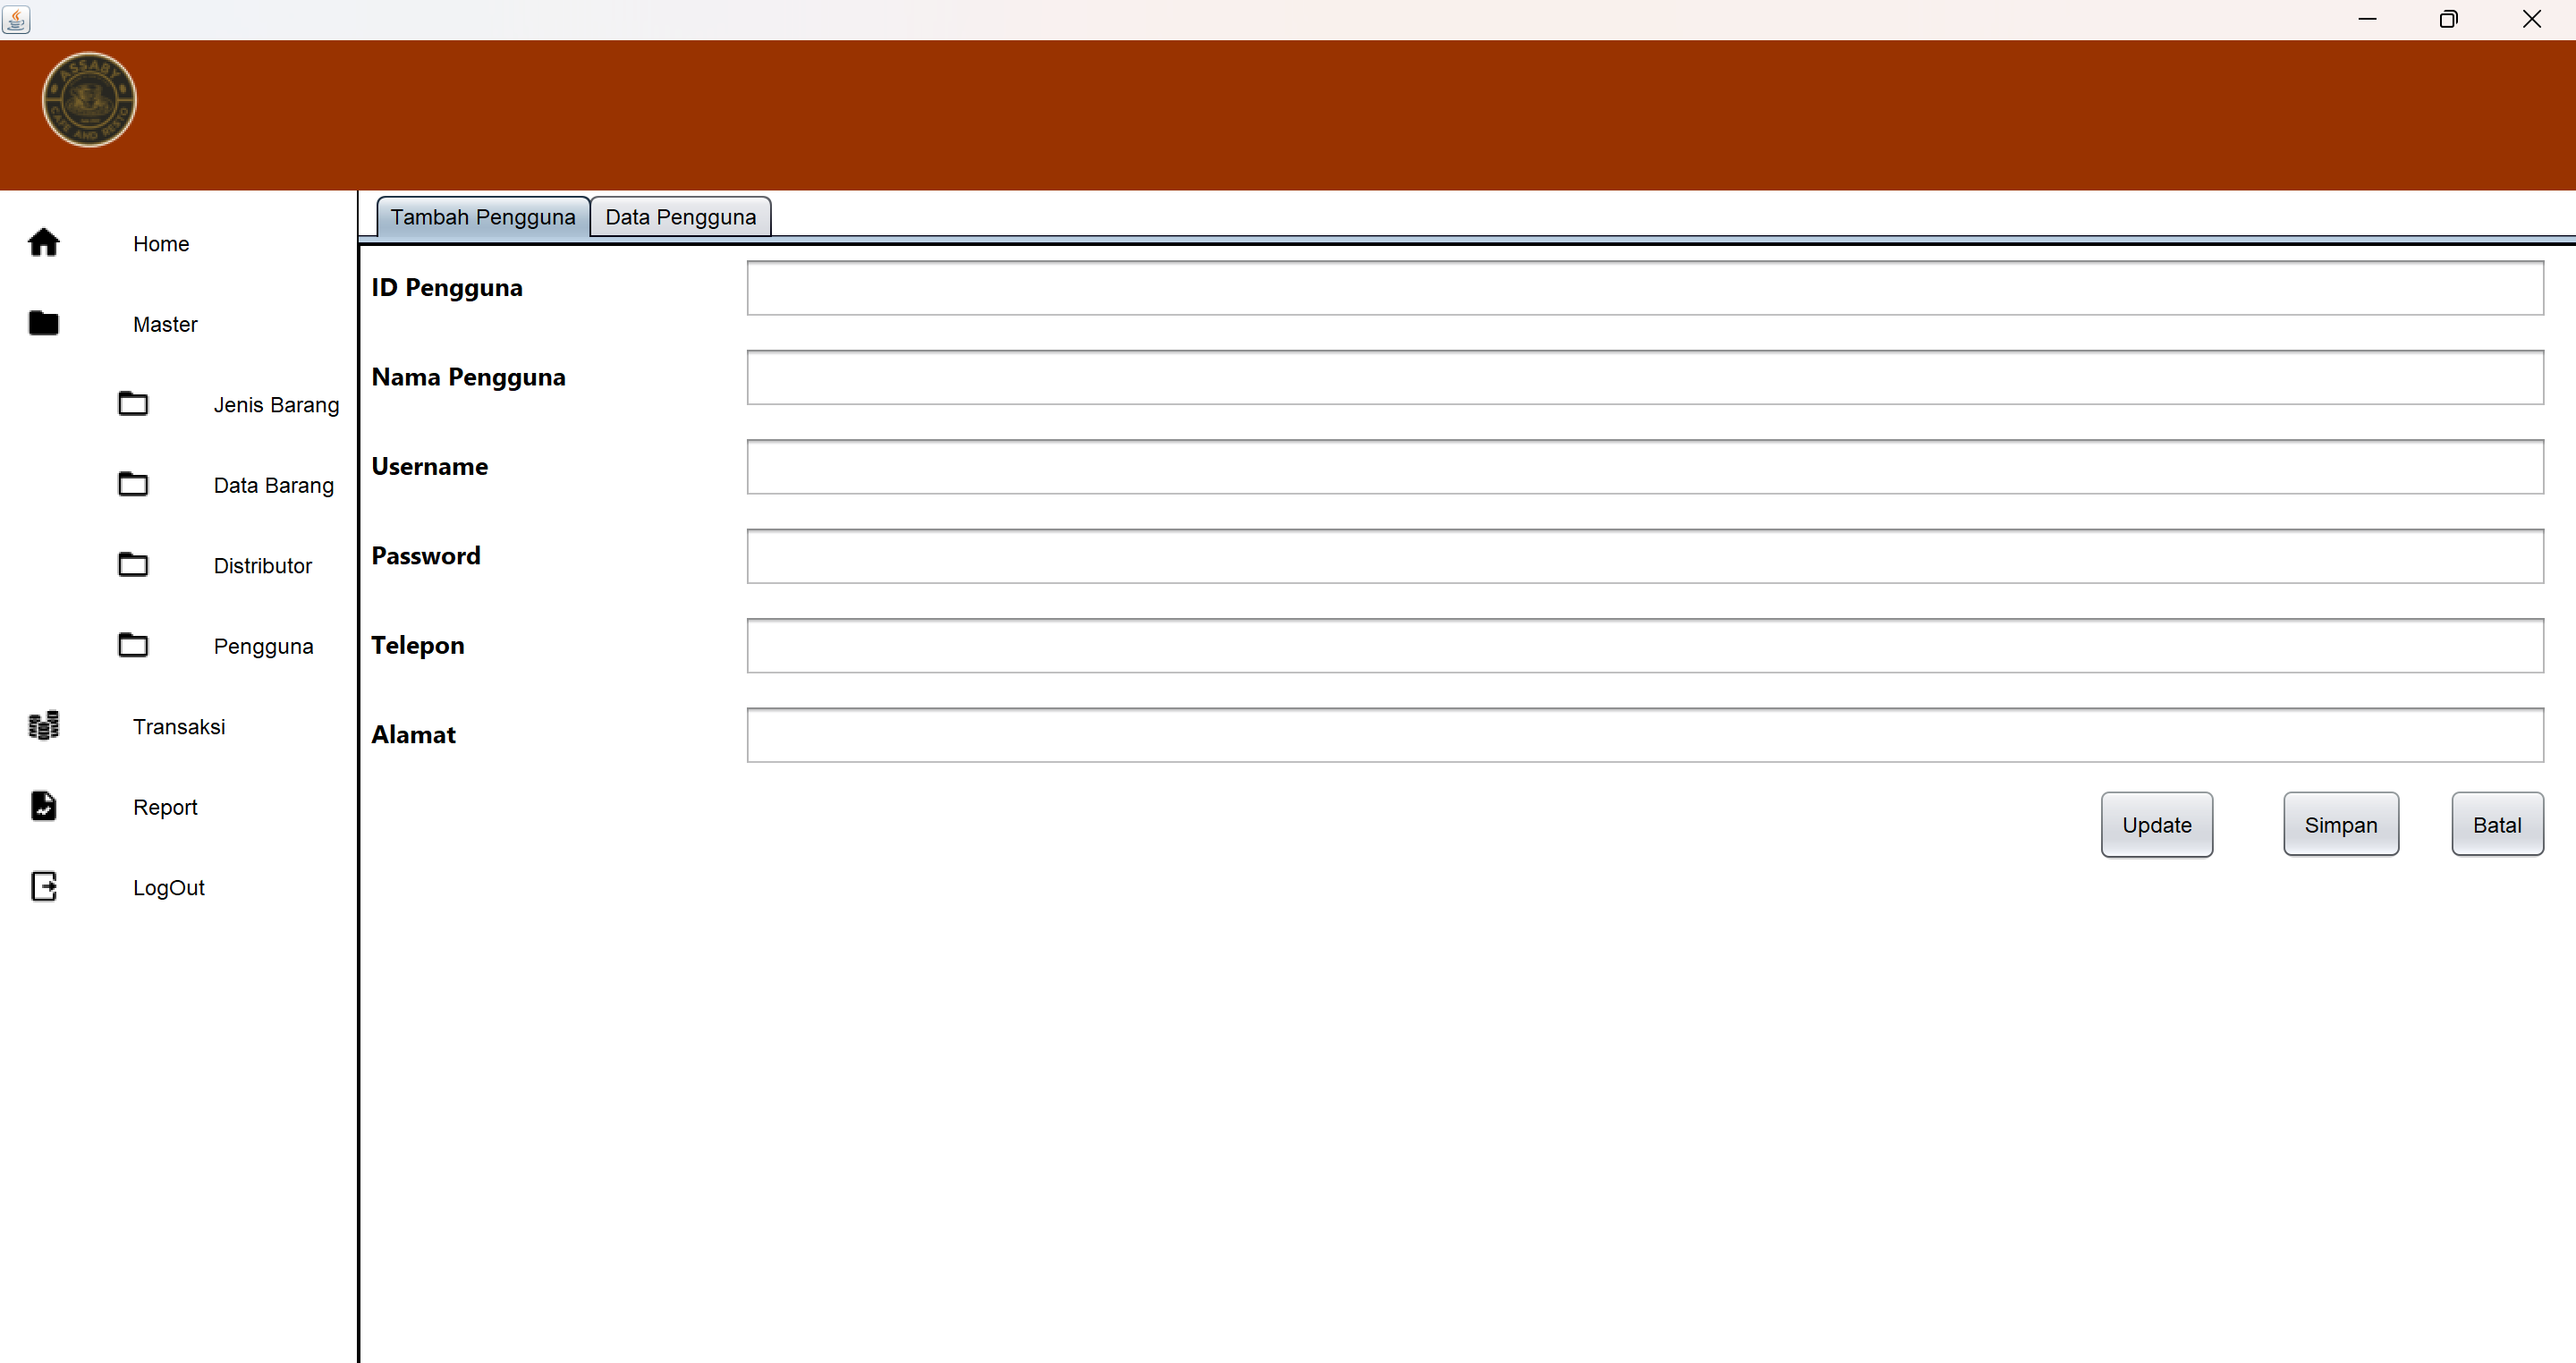 ASSABY
CAFE AND RESTO
Home
Master
Jenis Barang
Data Barang
Distributor
Pengguna
Transaksi
Report
LogOut
Tambah Pengguna
Data Pengguna
ID Pengguna
Nama Pengguna
Username
Password
Telepon
Alamat
Update
Simpan
Batal